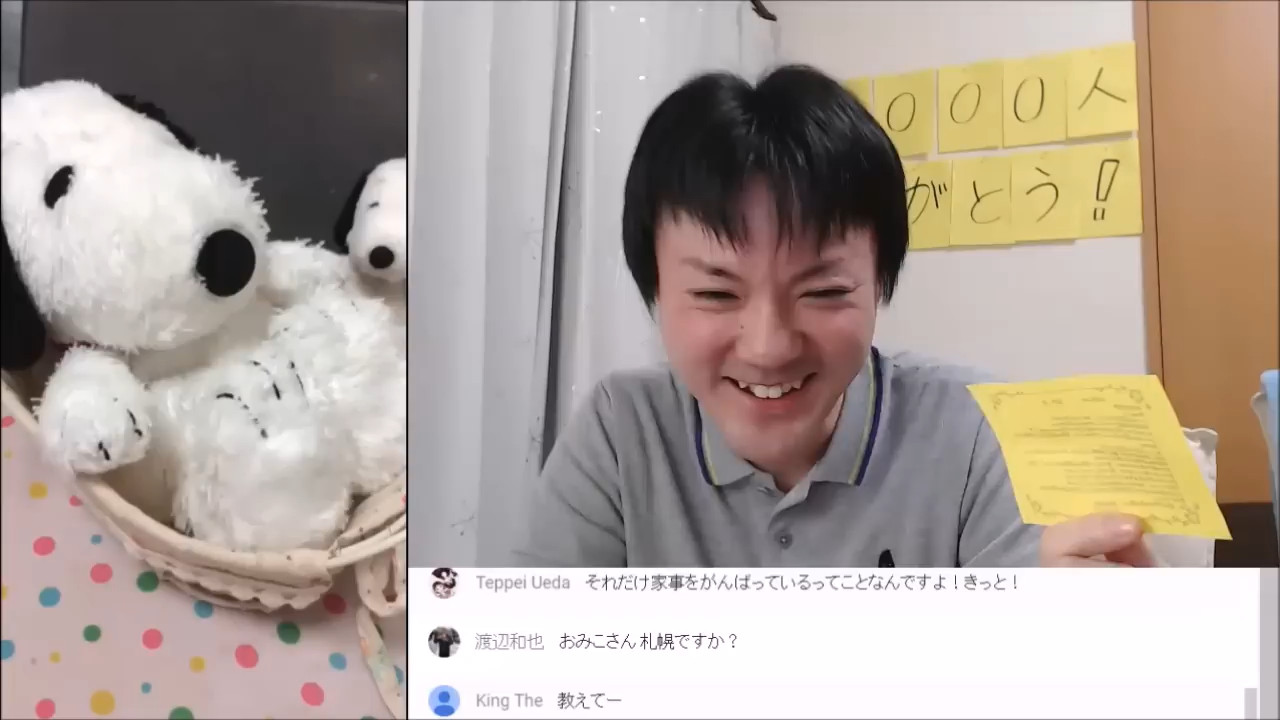 ０００人
がとう！
Teppei Ueda それだけ家事をがんばっているってことなんですよ！きっと！
渡辺和也 おみこさん 札幌ですか？
King The 教えてー